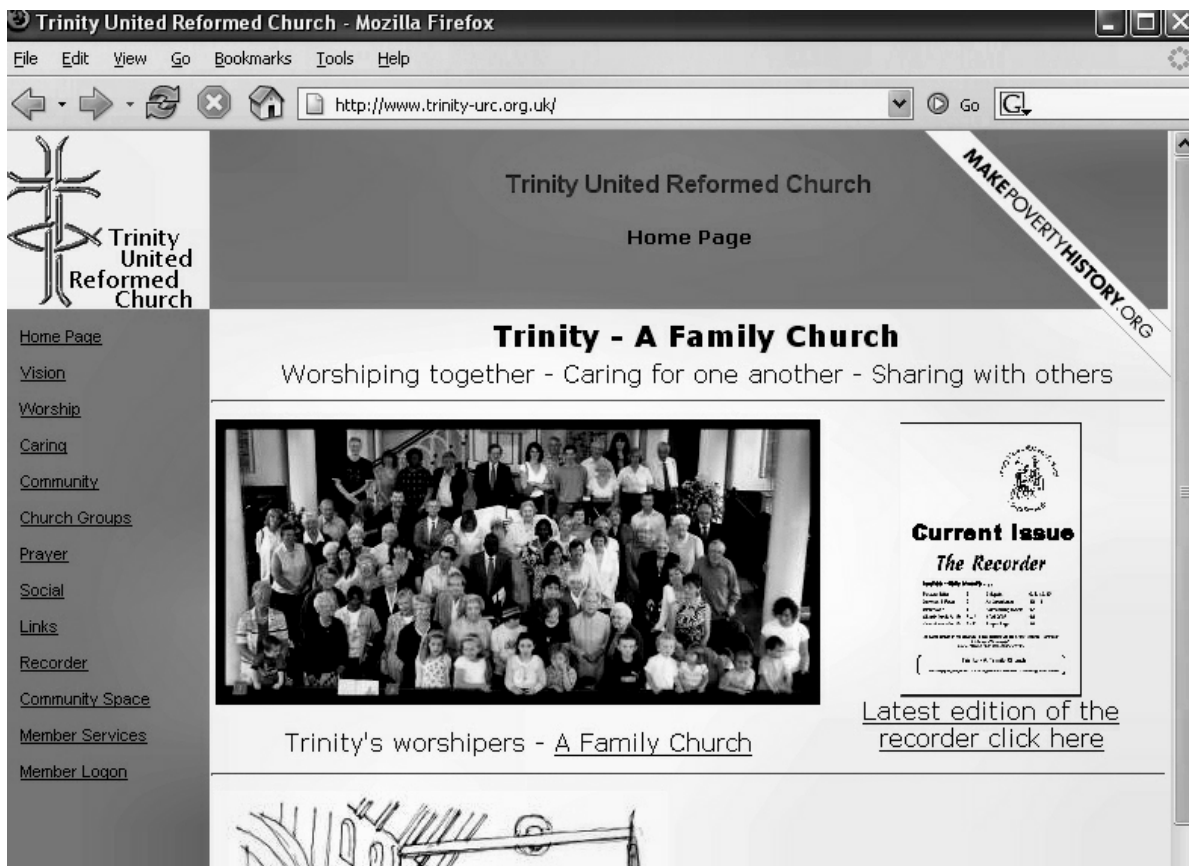 Trinity United Reformed Church - Mozilla Firefox
File Edit View Go Bookmarks Tools Help
http://www.trinity-urc.org.uk/
Go
G
Trinity
United
Reformed
Church
Trinity United Reformed Church
Home Page
MAKEPOVERTYHISTORY.ORG
Home Page
Vision
Worship
Caring
Community
Church Groups
Prayer
Social
Links
Recorder
Community Space
Member Services
Member Logon
Trinity - A Family Church
Worshiping together - Caring for one another - Sharing with others
Current Issue
The Recorder
Trinity - A Family Church
Latest edition of the
recorder click here
Trinity's worshipers - A Family Church